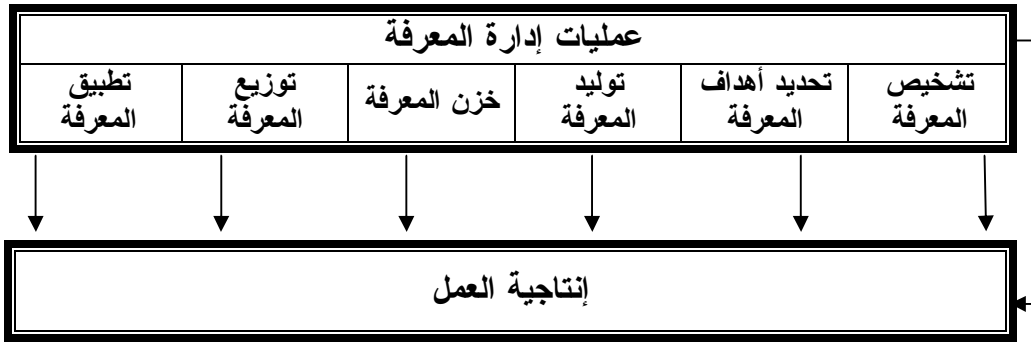 عمليات إدارة المعرفة
تشخيص المعرفة
تحديد أهداف المعرفة
توليد المعرفة
خزن المعرفة
توزيع المعرفة
تطبيق المعرفة
إنتاجية العمل